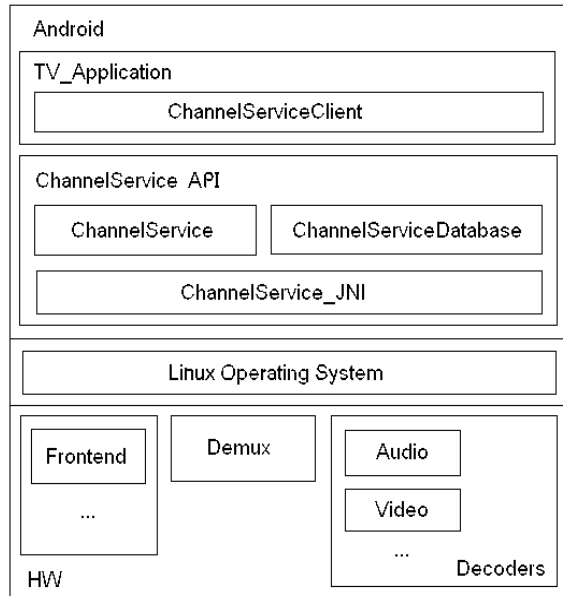 Android
TV_Application
ChannelServiceClient
ChannelService API
ChannelService
ChannelServiceDatabase
ChannelService_JNI
Linux Operating System
Frontend
...
Demux
Audio
Video
...
Decoders
HW